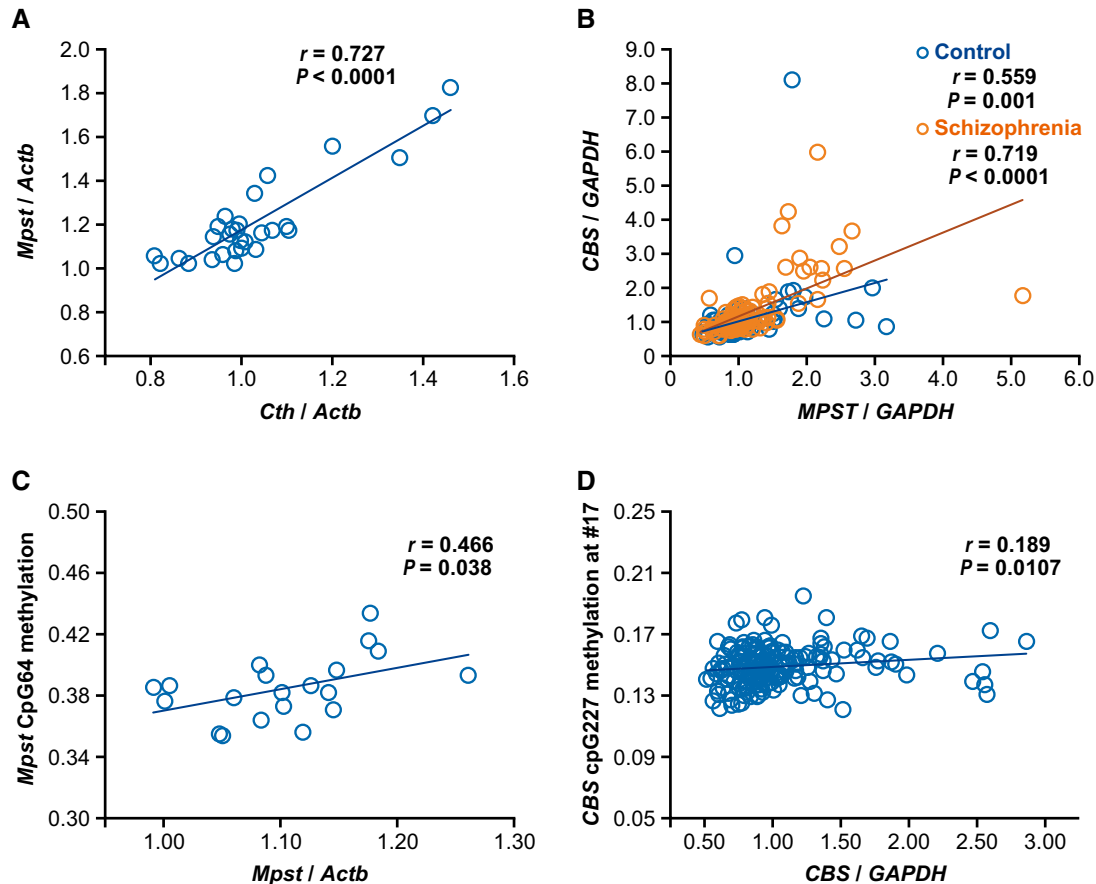 A
r = 0.727
P < 0.0001
2.0
1.8
1.6
1.4
1.2
1.0
0.8
0.6
Mpst / Actb
0.8
1.0
1.2
1.4
1.6
Cth / Actb
B
Control
r = 0.559
P = 0.001
Schizophrenia
r = 0.719
P < 0.0001
9.0
8.0
7.0
6.0
5.0
4.0
3.0
2.0
1.0
0
CBS / GAPDH
0
1.0
2.0
3.0
4.0
5.0
6.0
MPST / GAPDH
C
r = 0.466
P = 0.038
0.50
0.46
0.42
0.38
0.34
0.30
Mpst CpG64 methylation
1.00
1.10
1.20
1.30
Mpst / Actb
D
r = 0.189
P = 0.0107
0.25
0.21
0.17
0.13
0.09
0.05
CBS cpG227 methylation at #17
0.50
1.00
1.50
2.00
2.50
3.00
CBS / GAPDH